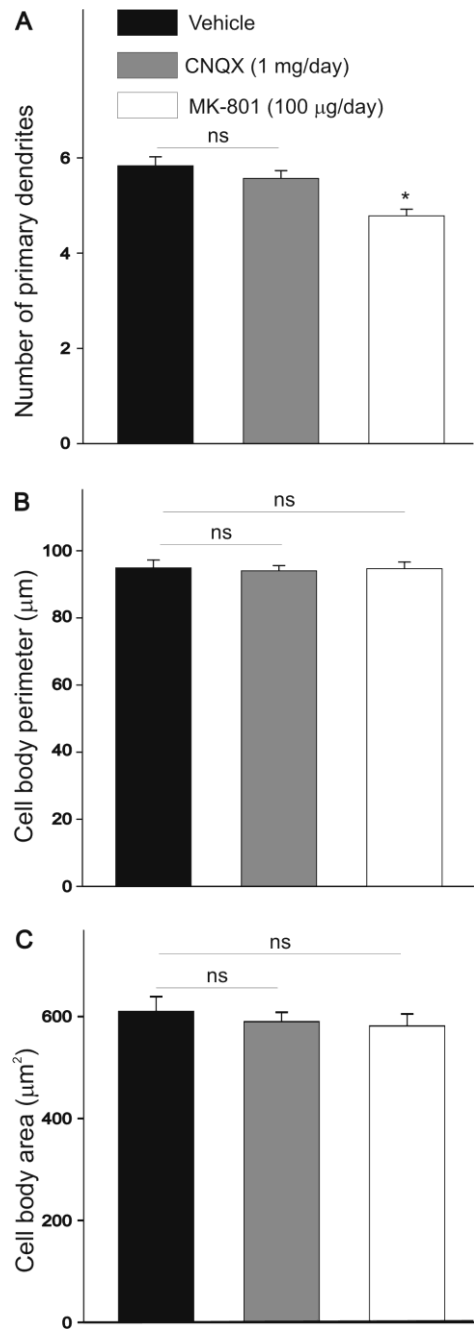 A
Vehicle
CNQX (1 mg/day)
MK-801 (100 μg/day)
ns
*
Number of primary dendrites
6
4
2
0
B
ns
ns
Cell body perimeter (μm)
100
80
60
40
20
0
C
ns
ns
Cell body area (μm²)
600
400
200
0